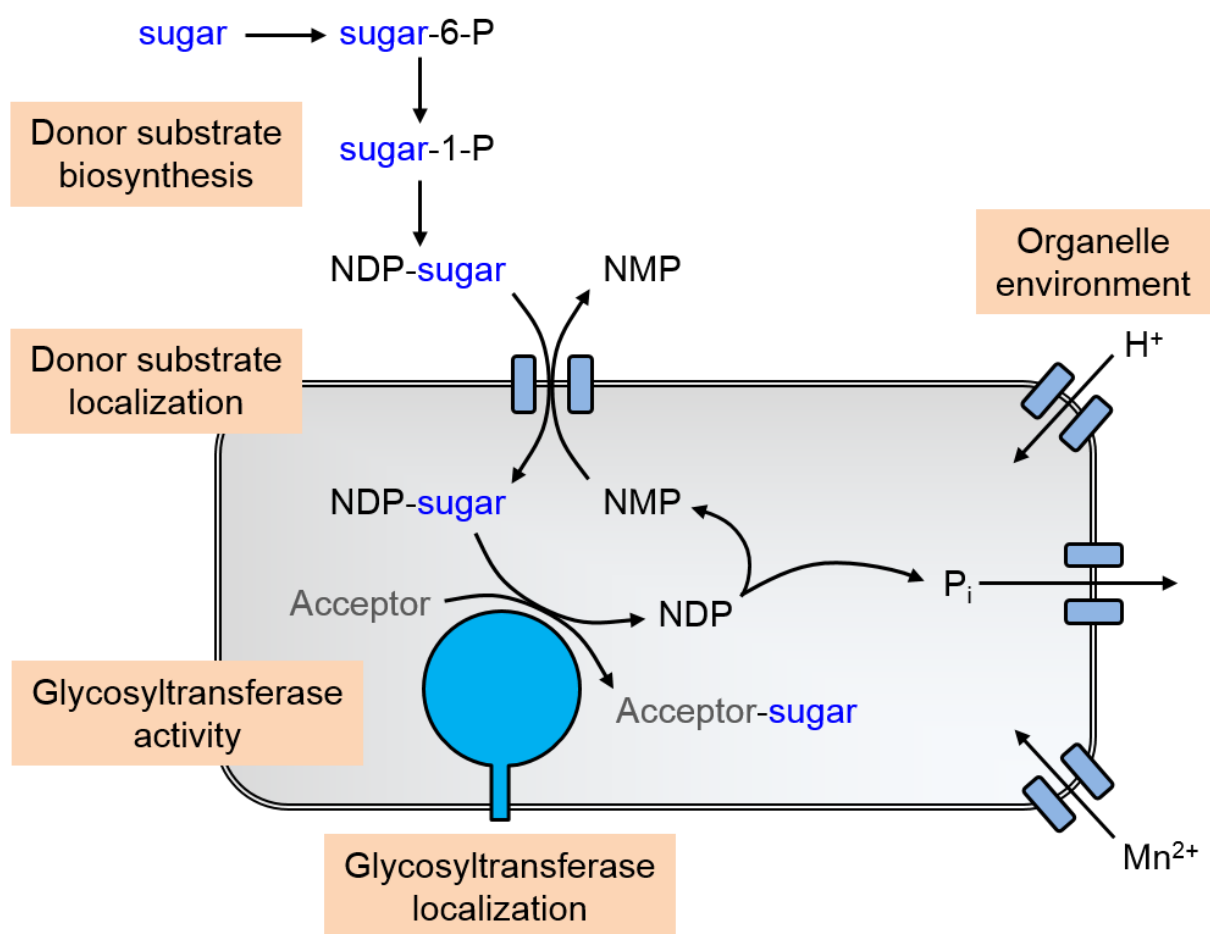 sugar sugar-6-P
Donor substrate
biosynthesis
sugar-1-P
NDP-sugar NMP
Organelle
environment
H⁺
Donor substrate
localization
NDP-sugar NMP
Acceptor NDP Pᵢ
Glycosyltransferase
activity
Acceptor-sugar
Mn²⁺
Glycosyltransferase
localization